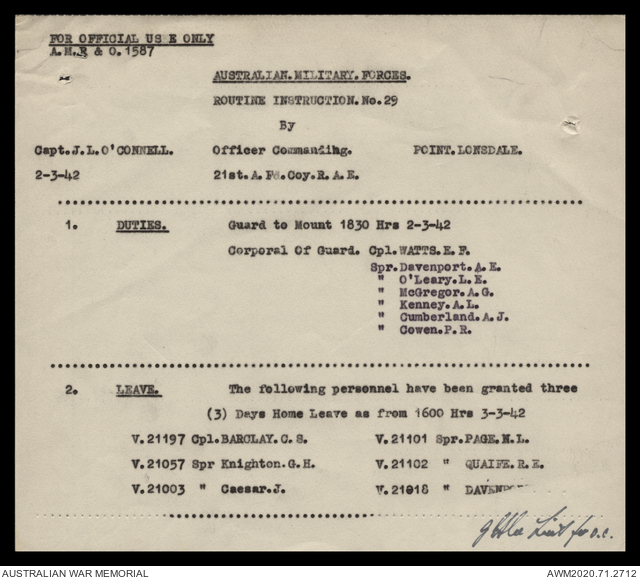 FOR OFFICIAL US E ONLY
A.M.F & O.1587
AUSTRALIAN.MILITARY.FORCES.
ROUTINE INSTRUCTION.No.29
By
Capt.J.L.O'CONNELL. Officer Commanding. POINT.LONSDALE.
2-3-42 21st.A.Fd.Coy.R.A.E.
1. DUTIES. Guard to Mount 1830 Hrs 2-3-42
Corporal Of Guard. Cpl.WATTS.E.F.
Spr.Davenport.A.E.
" O'Leary.L.E.
" McGregor.A.G.
" Kenney.A.L.
" Cumberland.A.J.
" Cowen.P.R.
2. LEAVE. The following personnel have been granted three
(3) Days Home Leave as from 1600 Hrs 3-3-42
V.21197 Cpl.BARCLAY.C.S. V.21101 Spr.PAGE.N.L.
V.21057 Spr Knighton.G.H. V.21102 " QUAIFE.R.E.
V.21003 " Caesar.J. V.21018 "
Lieut for o.c.
AUSTRALIAN WAR MEMORIAL AWM2020.71.2712